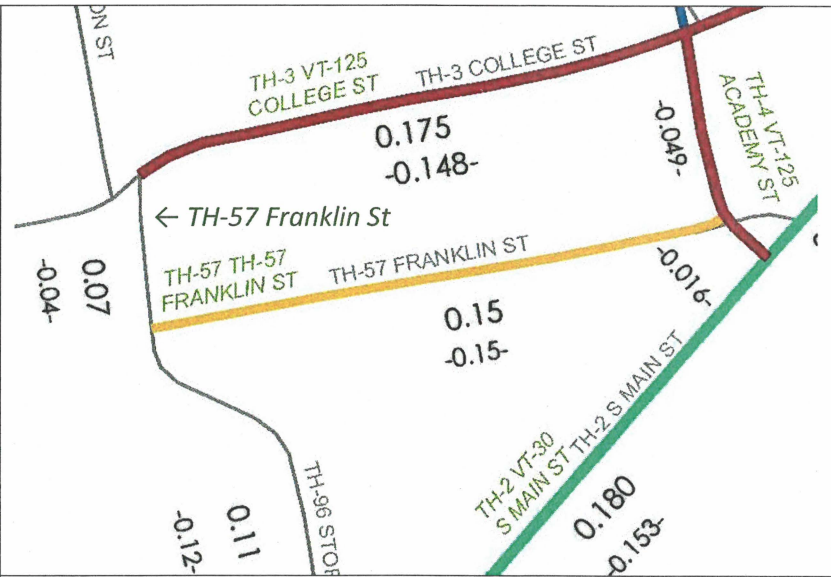 ON ST
TH-3 VT-125
COLLEGE ST
TH-3 COLLEGE ST
0.175
-0.148-
-0.049-
TH-4 VT-125
ACADEMY ST
← TH-57 Franklin St
TH-57 TH-57
FRANKLIN ST
TH-57 FRANKLIN ST
0.07
-0.04-
0.15
-0.15-
-0.016-
TH-2 VT-30
S MAIN ST
TH-2 S MAIN ST
0.180
-0.153-
TH-96 STOR
0.11
-0.12-